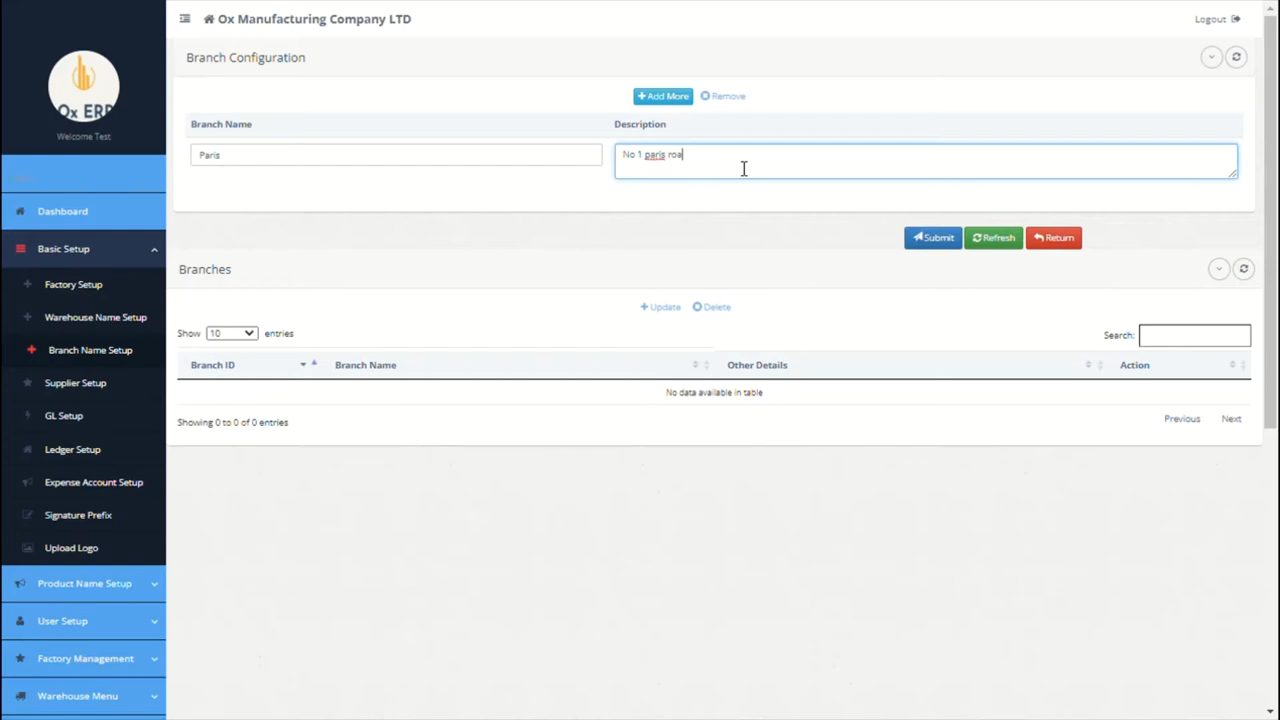 Ox Manufacturing Company LTD
Logout
Branch Configuration
Ox ERP
Welcome Test
Add More
Remove
Branch Name
Description
Paris
No 1 paris roa
Submit
Refresh
Return
Branches
Update
Delete
Show 10 entries
Search:
Branch ID
Branch Name
Other Details
Action
No data available in table
Showing 0 to 0 of 0 entries
Previous
Next
Dashboard
Basic Setup
Factory Setup
Warehouse Name Setup
Branch Name Setup
Supplier Setup
GL Setup
Ledger Setup
Expense Account Setup
Signature Prefix
Upload Logo
Product Name Setup
User Setup
Factory Management
Warehouse Menu